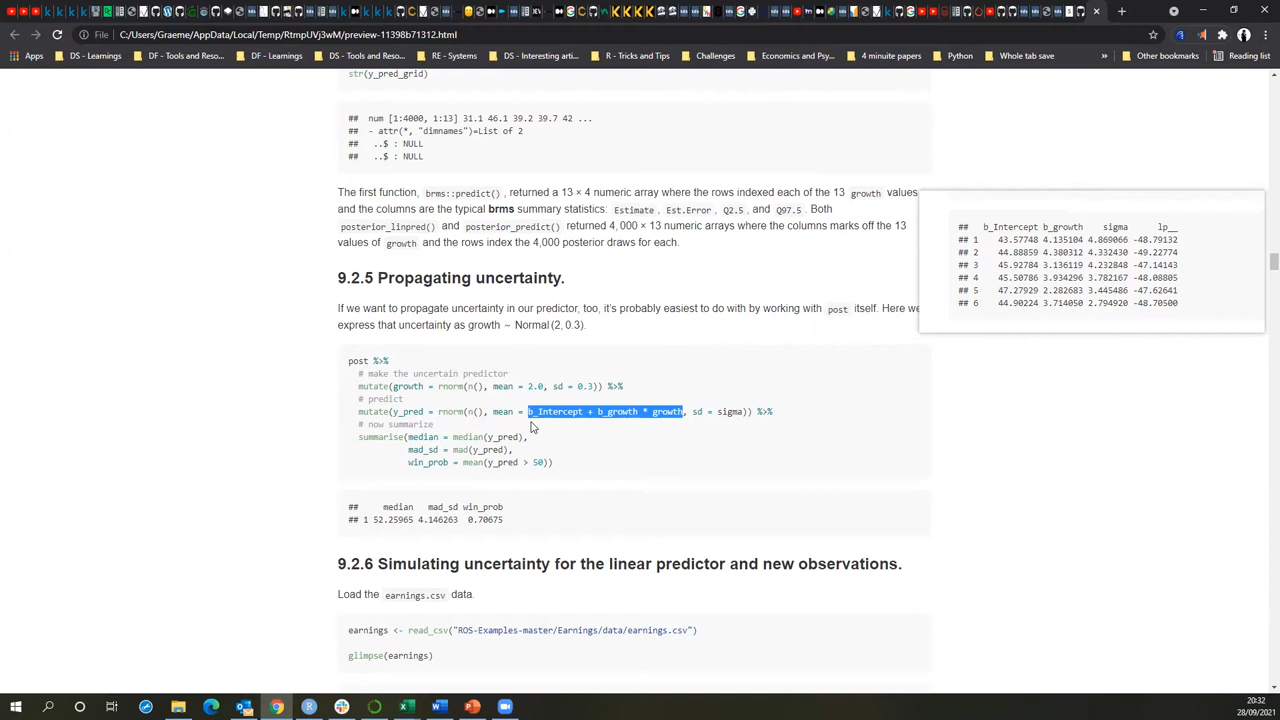 File
C:/Users/Graeme/AppData/Local/Temp/RtmpUVj3wM/preview-11398b71312.html
Apps
DS - Learnings
DF - Tools and Reso...
RE - Systems
DS - Interesting arti...
R - Tricks and Tips
Challenges
Economics and Psy...
4 minuite papers
Python
Whole tab save
Other bookmarks
Reading list
DS - Tools and Reso...
DF - Learnings
str(y_pred_grid)
## num [1:4000, 1:13] 31.1 46.1 39.2 39.7 42 ...
## - attr(*, "dimnames")=List of 2
## ..$ : NULL
## ..$ : NULL
The first function, brms::predict() , returned a 13 × 4 numeric array where the rows indexed each of the 13 growth values
and the columns are the typical brms summary statistics: Estimate , Est.Error , Q2.5 , and Q97.5 . Both
posterior_linpred() and posterior_predict() returned 4,000 × 13 numeric arrays where the columns marks off the 13
values of growth and the rows index the 4,000 posterior draws for each.
## b_Intercept b_growth sigma lp__
## 1 43.57748 4.135104 4.869066 -48.79132
## 2 44.88859 4.380312 4.332430 -49.22774
## 3 45.92784 3.136119 4.232848 -47.14143
## 4 45.50786 3.934296 3.782167 -48.08805
## 5 47.27929 2.282683 3.445486 -47.62641
## 6 44.90224 3.714050 2.794920 -48.70500
9.2.5 Propagating uncertainty.
If we want to propagate uncertainty in our predictor, too, it's probably easiest to do with by working with post itself. Here we
express that uncertainty as growth ~ Normal(2, 0.3).
post %>%
# make the uncertain predictor
mutate(growth = rnorm(n(), mean = 2.0, sd = 0.3)) %>%
# predict
mutate(y_pred = rnorm(n(), mean = b_Intercept + b_growth * growth, sd = sigma)) %>%
# now summarize
summarise(median = median(y_pred),
mad_sd = mad(y_pred),
win_prob = mean(y_pred > 50))
## median mad_sd win_prob
## 1 52.25965 4.146263 0.70675
9.2.6 Simulating uncertainty for the linear predictor and new observations.
Load the earnings.csv data.
earnings <- read_csv("ROS-Examples-master/Earnings/data/earnings.csv")
glimpse(earnings)
20:32
28/09/2021